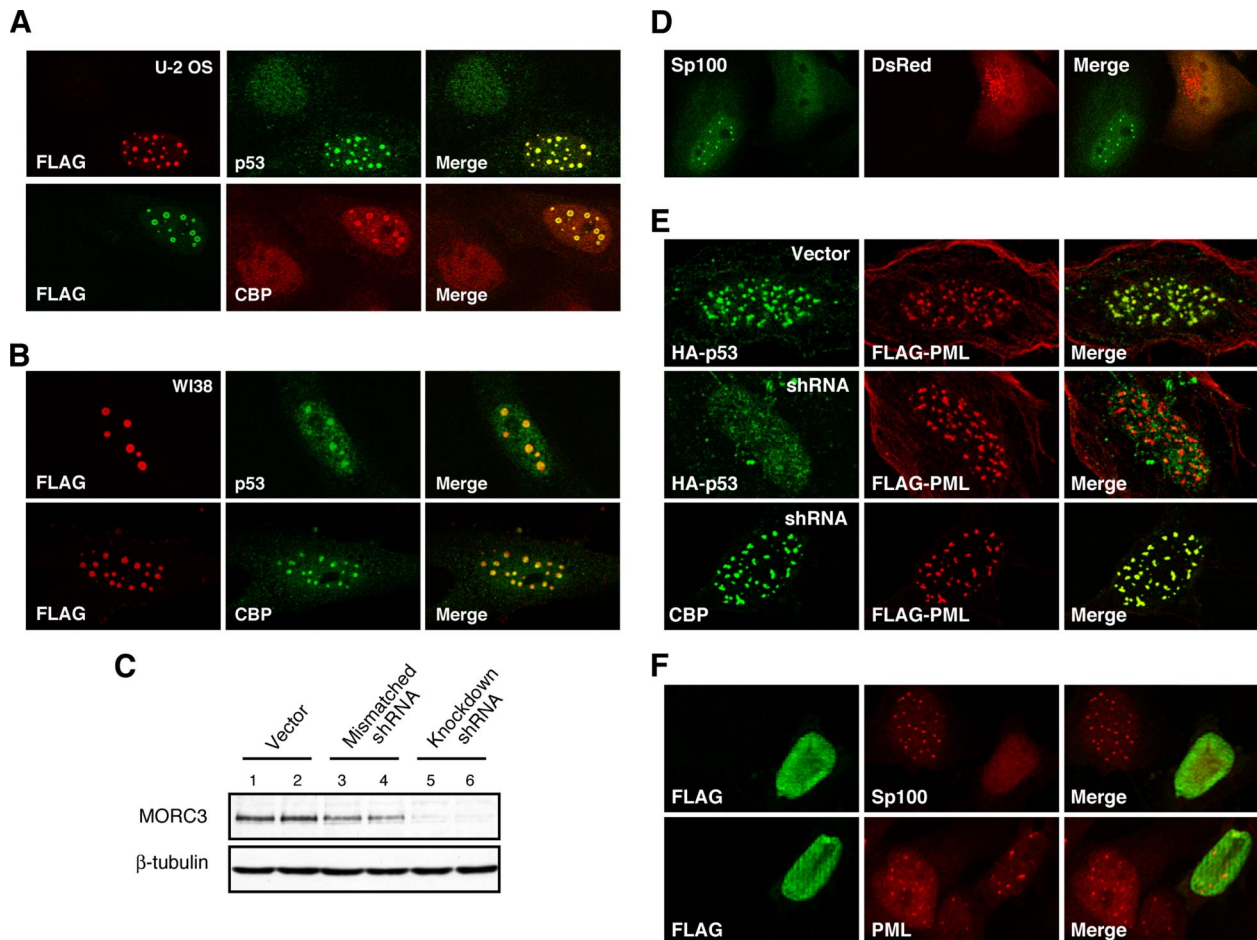 A
U-2 OS
FLAG
p53
Merge
FLAG
CBP
Merge
B
WI38
FLAG
p53
Merge
FLAG
CBP
Merge
C
Vector
Mismatched
shRNA
Knockdown
shRNA
1 2 3 4 5 6
MORC3
β-tubulin
D
Sp100
DsRed
Merge
E
Vector
HA-p53
FLAG-PML
Merge
shRNA
HA-p53
FLAG-PML
Merge
shRNA
CBP
FLAG-PML
Merge
F
FLAG
Sp100
Merge
FLAG
PML
Merge